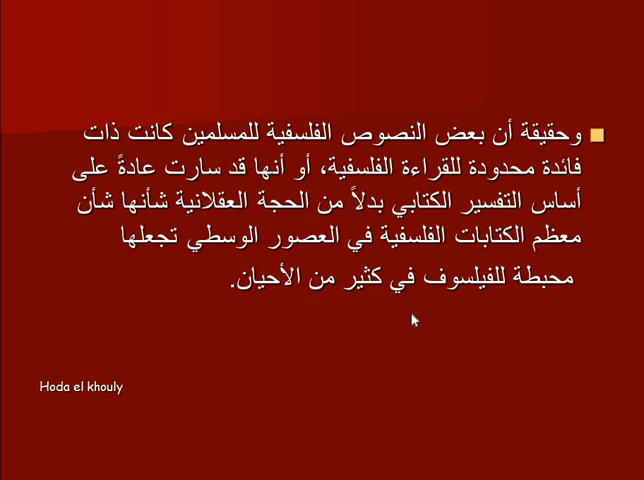 وحقيقة أن بعض النصوص الفلسفية للمسلمين كانت ذات
فائدة محدودة للقراءة الفلسفية، أو أنها قد سارت عادةً على
أساس التفسير الكتابي بدلاً من الحجة العقلانية شأنها شأن
معظم الكتابات الفلسفية في العصور الوسطي تجعلها
محبطة للفيلسوف في كثير من الأحيان.
Hoda el khouly